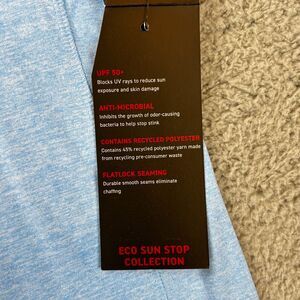 UPF 50+
Blocks UV rays to reduce sun
exposure and skin damage
ANTI-MICROBIAL
Inhibits the growth of odor-causing
bacteria to help stop stink
CONTAINS RECYCLED POLYESTER
Contains 45% recycled polyester yarn made
from recycling pre-consumer waste
FLATLOCK SEAMING
Durable smooth seams eliminate
chaffing
ECO SUN STOP
COLLECTION